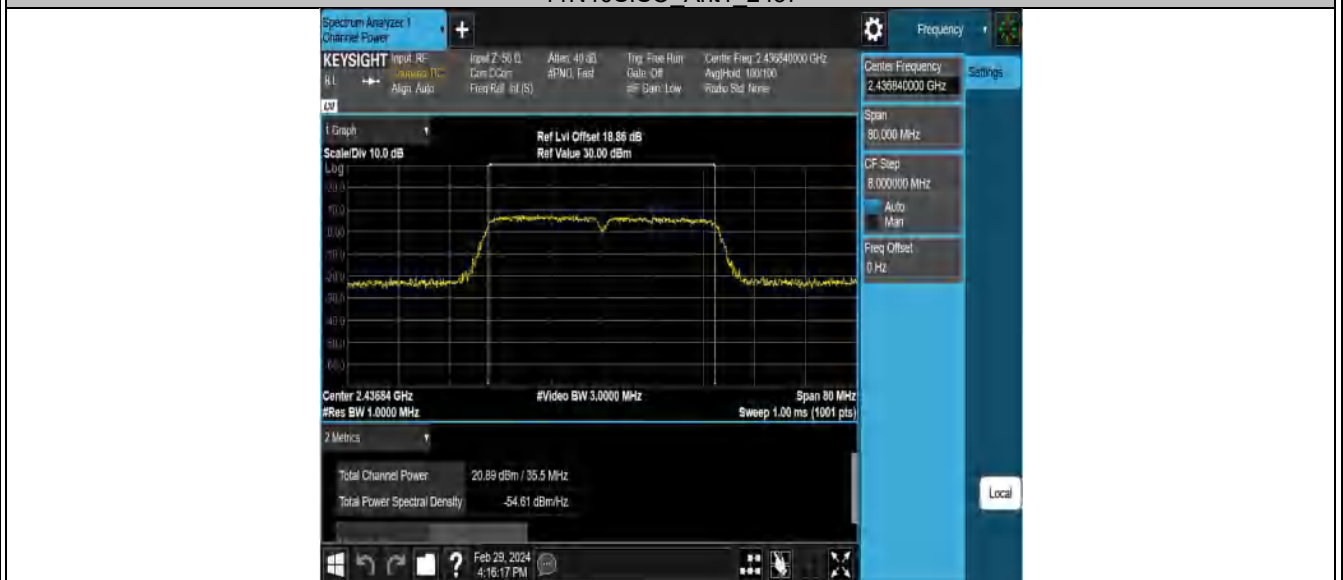 Spectrum Analyzer 1
Channel Power
+
Frequency
KEYSIGHT Input: RF
Input Z: 50 Ω
Atten: 40 dB
Trig: Free Run
Center Freq: 2.436840000 GHz
Corr CCorr
#PNO: Fast
Gate: Off
Avg|Hold: 100/100
Align: Auto
Freq Ref: Int (S)
#IF Gain: Low
Radio Std: None
LXI
Center Frequency
2.436840000 GHz
Settings
Span
80.000 MHz
CF Step
8.000000 MHz
Auto
Man
Freq Offset
0 Hz
1 Graph
Ref Lvl Offset 18.86 dB
Scale/Div 10.0 dB
Ref Value 30.00 dBm
Log
Center 2.43684 GHz
#Video BW 3.0000 MHz
Span 80 MHz
#Res BW 1.0000 MHz
Sweep 1.00 ms (1001 pts)
2 Metrics
Total Channel Power
20.89 dBm / 35.5 MHz
Total Power Spectral Density
-54.61 dBm/Hz
Local
?
Feb 29, 2024
4:16:17 PM